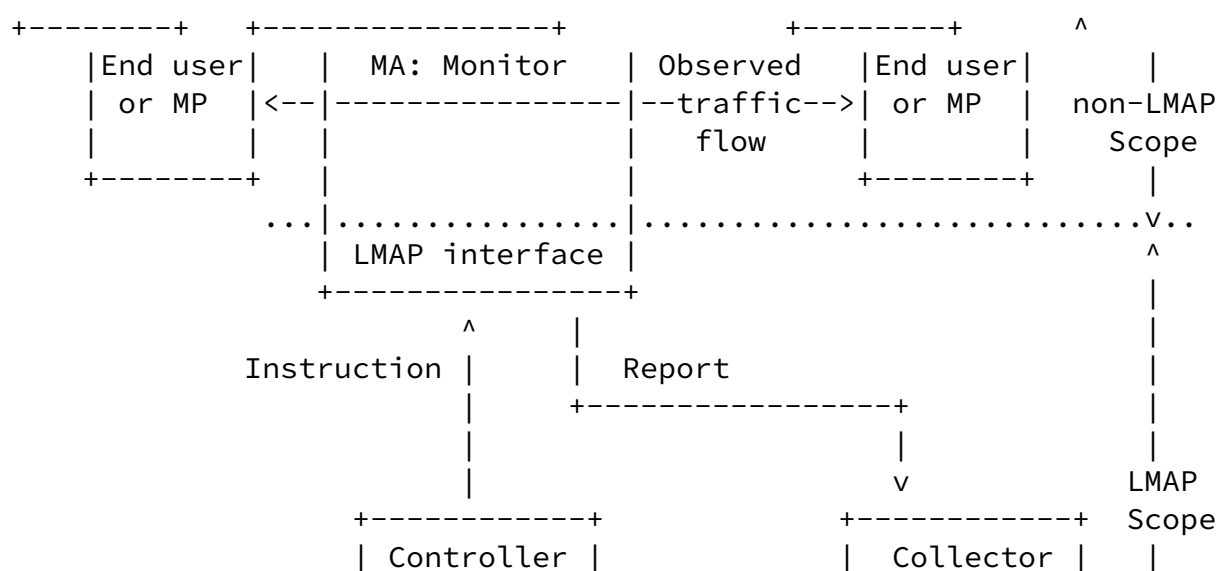 +--------+   +----------------+              +--------+      ^
    |End user|   |  MA: Monitor   | Observed   |End user|      |
    | or MP  |<--|----------------|--traffic-->| or MP  |  non-LMAP
    |        |   |                |   flow     |        |    Scope
    +--------+   |                |            +--------+      |
              ...|................|............................v..
                 | LMAP interface |                            ^
                 +----------------+                            |
                         ^     |                               |
             Instruction |     |  Report                       |
                         |     +-----------------+             |
                         |                       |             |
                         |                       v            LMAP
                   +------------+             +------------+  Scope
                   | Controller |             |  Collector |    |